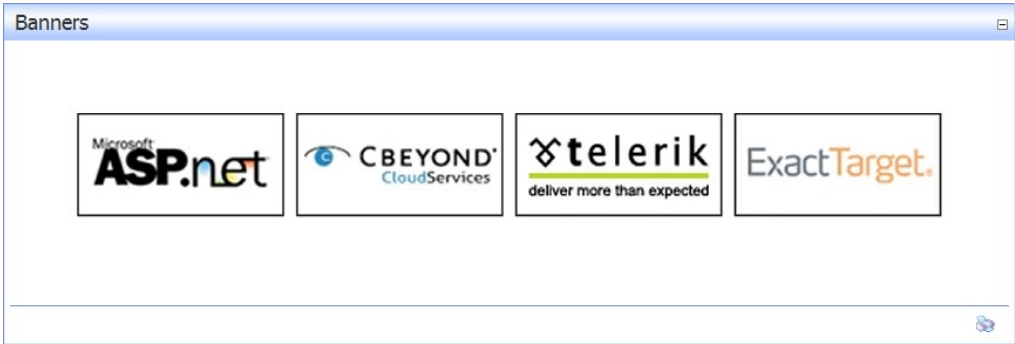 Banners
Microsoft
ASP.net
CBEYOND
CloudServices
telerik
deliver more than expected
ExactTarget.